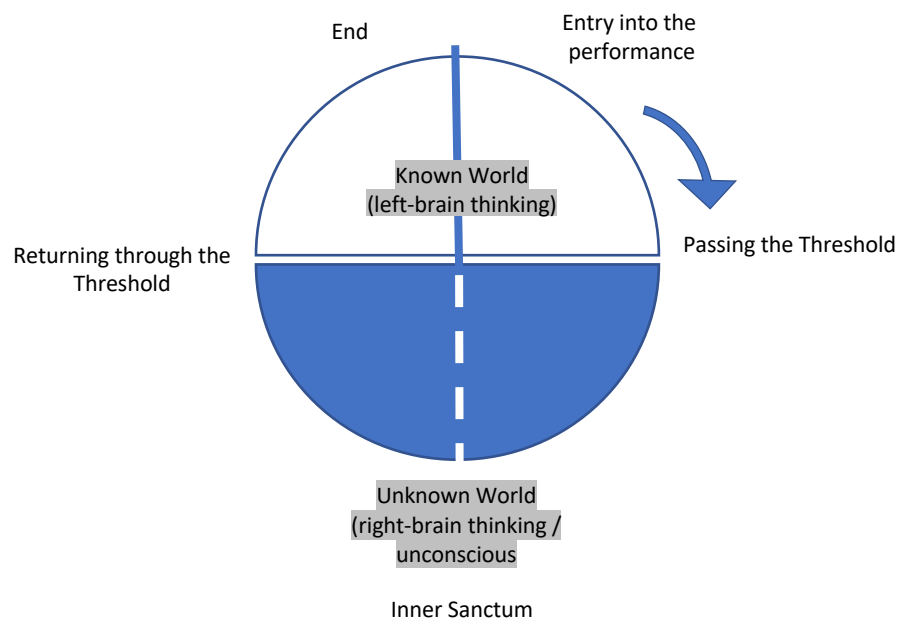 End
Entry into the
performance
Known World
(left-brain thinking)
Returning through the
Threshold
Passing the Threshold
Unknown World
(right-brain thinking /
unconscious
Inner Sanctum